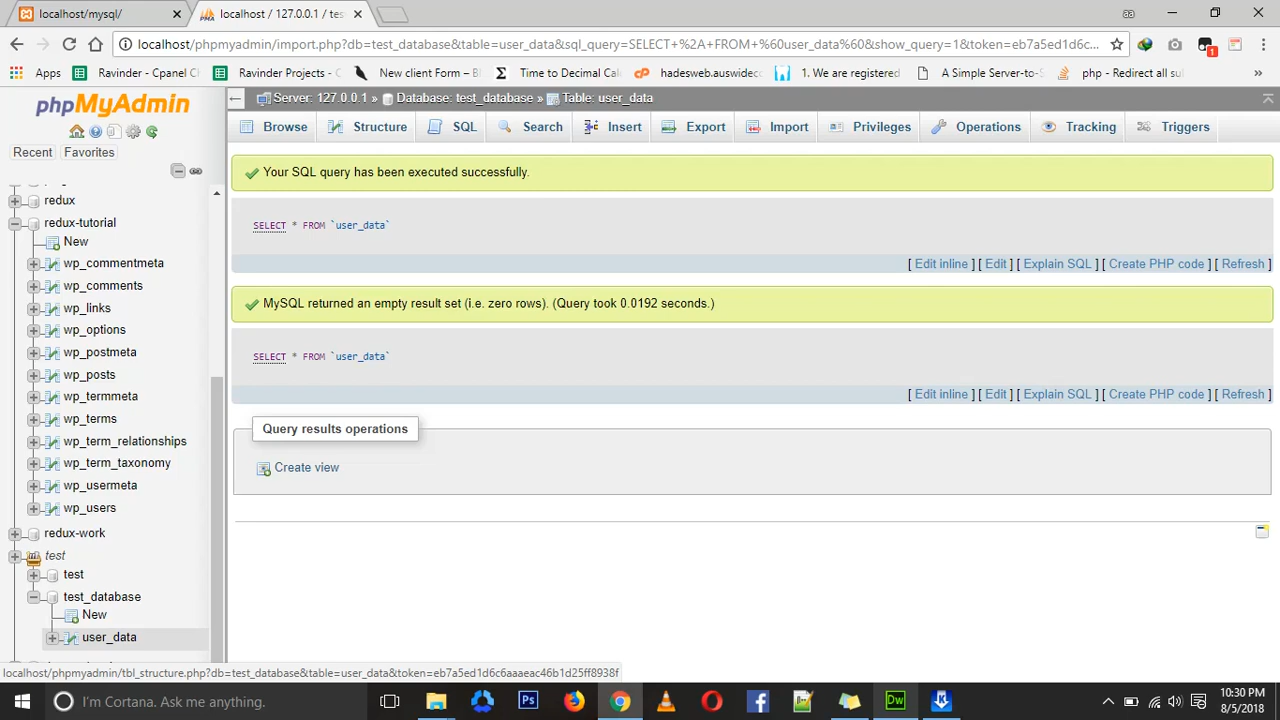 localhost/mysql/
localhost / 127.0.0.1 / tes
localhost/phpmyadmin/import.php?db=test_database&table=user_data&sql_query=SELECT+%2A+FROM+%60user_data%60&show_query=1&token=eb7a5ed1d6c...
Apps
Ravinder - Cpanel Ch
Ravinder Projects - C
New client Form – B
Time to Decimal Calc
hadesweb.aswidec
1. We are registered
A Simple Server-to-S
php - Redirect all sub
1
phpMyAdmin
Recent
Favorites
redux
redux-tutorial
New
wp_commentmeta
wp_comments
wp_links
wp_options
wp_postmeta
wp_posts
wp_termmeta
wp_terms
wp_term_relationships
wp_term_taxonomy
wp_usermeta
wp_users
redux-work
test
test
test_database
New
user_data
Server: 127.0.0.1 » Database: test_database » Table: user_data
Browse Structure SQL Search Insert Export Import Privileges Operations Tracking Triggers
Your SQL query has been executed successfully.
SELECT * FROM `user_data`
[ Edit inline ] [ Edit ] [ Explain SQL ] [ Create PHP code ] [ Refresh ]
MySQL returned an empty result set (i.e. zero rows). (Query took 0.0192 seconds.)
SELECT * FROM `user_data`
[ Edit inline ] [ Edit ] [ Explain SQL ] [ Create PHP code ] [ Refresh ]
Query results operations
Create view
localhost/phpmyadmin/tbl_structure.php?db=test_database&table=user_data&token=eb7a5ed1d6c6aaaeac46b1d25ff8938f
I'm Cortana. Ask me anything.
Ps
Dw
10:30 PM
8/5/2018